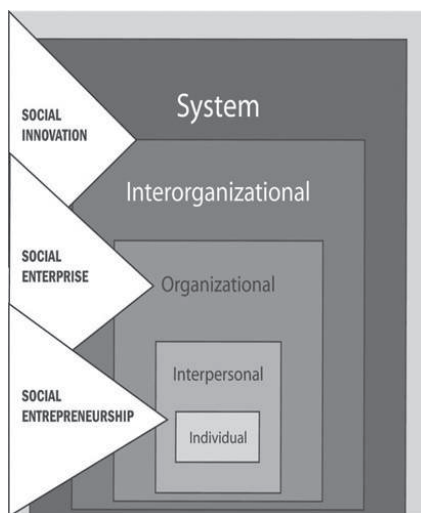 System
SOCIAL
INNOVATION
Interorganizational
SOCIAL
ENTERPRISE
Organizational
Interpersonal
SOCIAL
ENTREPRENEURSHIP
Individual